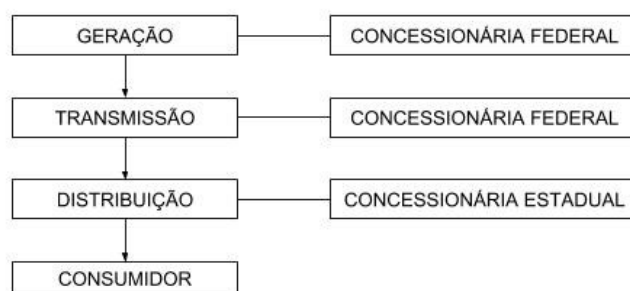 GERAÇÃO
CONCESSIONÁRIA FEDERAL
TRANSMISSÃO
CONCESSIONÁRIA FEDERAL
DISTRIBUIÇÃO
CONCESSIONÁRIA ESTADUAL
CONSUMIDOR